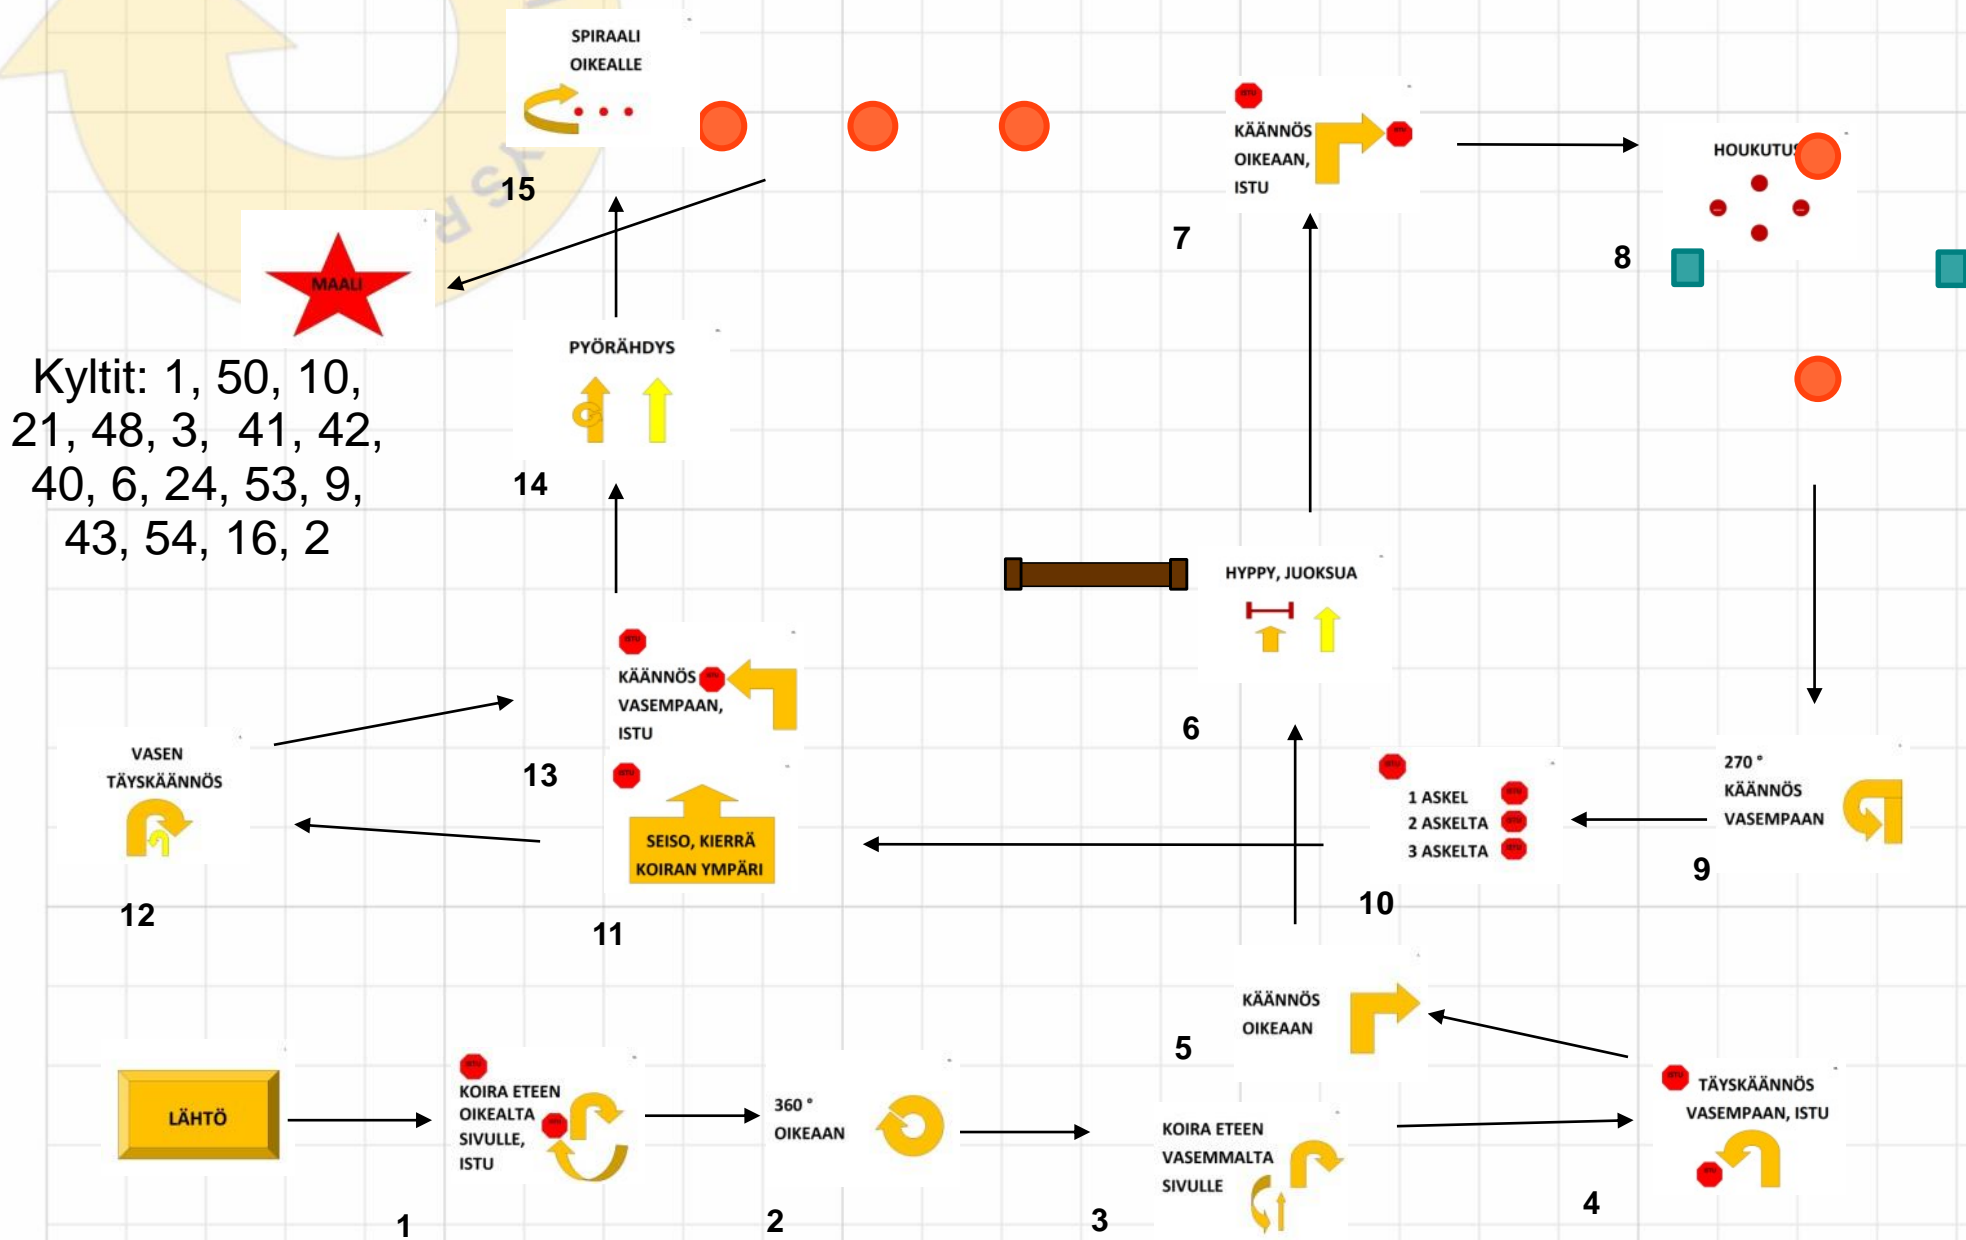 SPIRAALI
OIKEALLE
15
YSR
MAALI
Kyltit: 1, 50, 10,
21, 48, 3, 41, 42,
40, 6, 24, 53, 9,
43, 54, 16, 2
PYÖRÄHDYS
14
ISTU
KÄÄNNÖS
OIKEAAN,
ISTU
7
HOUKUTUS
8
HYPPY, JUOKSUA
6
KÄÄNNÖS
VASEMPAAN,
ISTU
13
VASEN
TÄYSKÄÄNNÖS
12
SEISO, KIERRÄ
KOIRAN YMPÄRI
11
1 ASKEL
2 ASKELTA
3 ASKELTA
10
270 °
KÄÄNNÖS
VASEMPAAN
9
KÄÄNNÖS
OIKEAAN
5
LÄHTÖ
KOIRA ETEEN
OIKEALTA
SIVULLE,
ISTU
1
360 °
OIKEAAN
2
KOIRA ETEEN
VASEMMALTA
SIVULLE
3
TÄYSKÄÄNNÖS
VASEMPAAN, ISTU
4